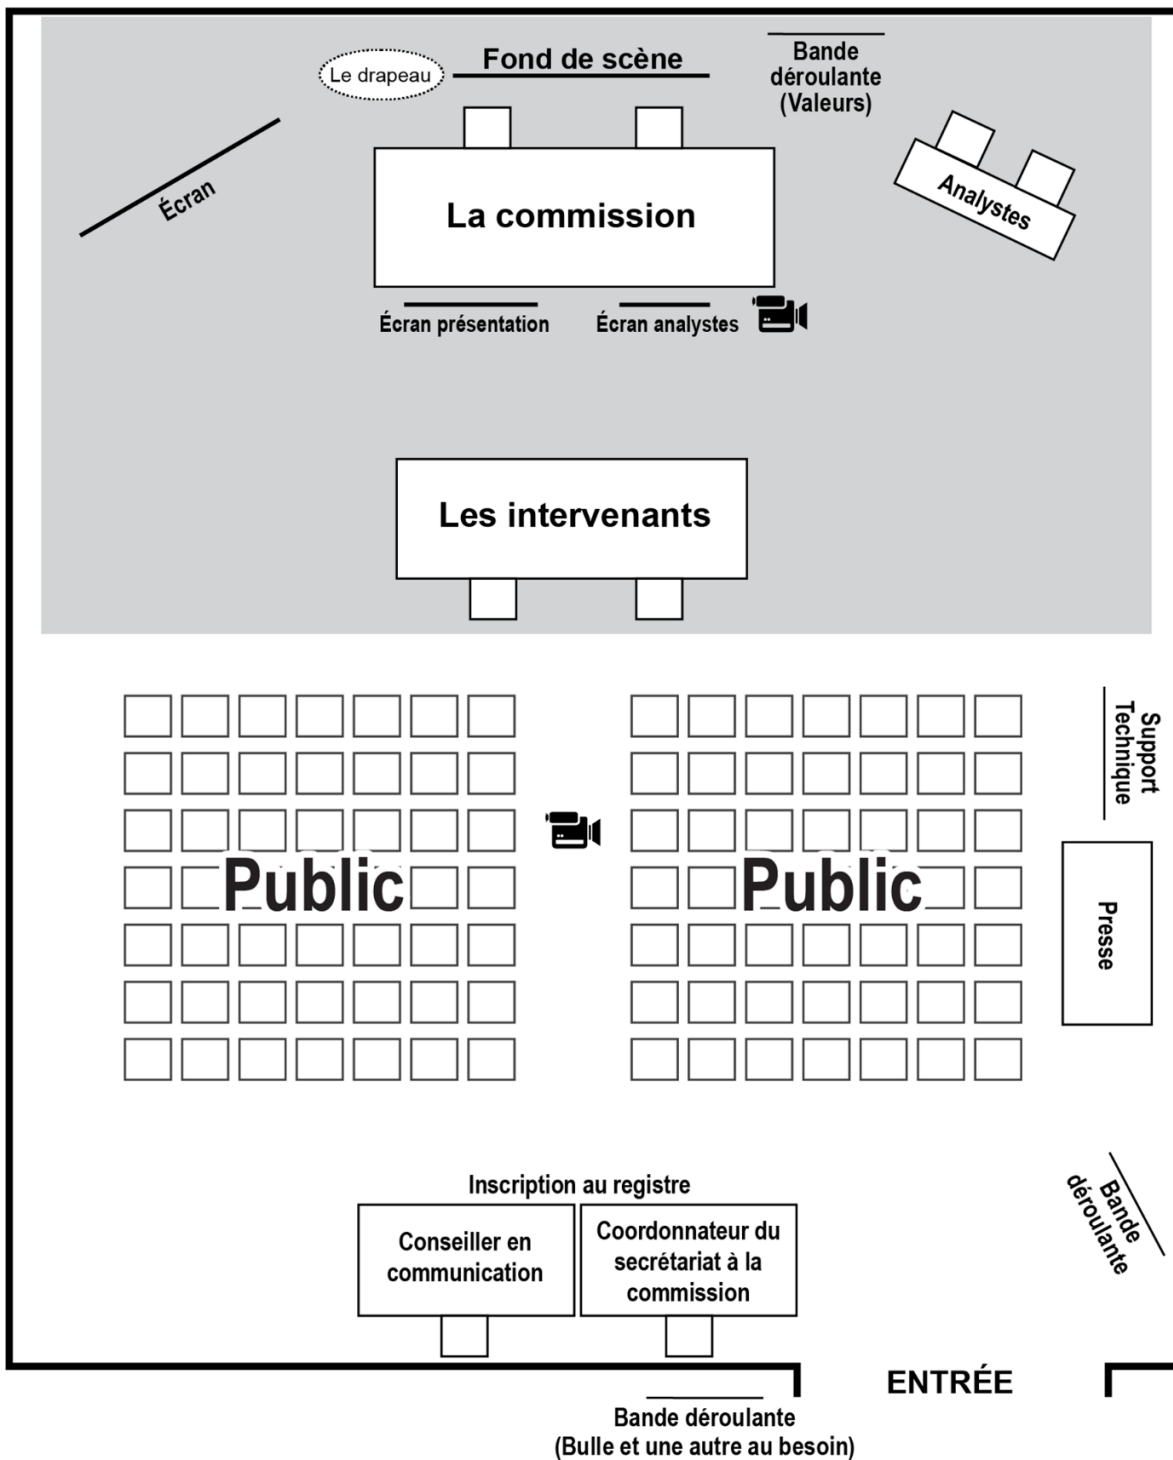 Le drapeau
Fond de scène
Bande
déroulante
(Valeurs)
Écran
La commission
Analystes
Écran présentation
Écran analystes
Les intervenants
Support
Technique
Public
Public
Presse
Inscription au registre
Conseiller en
communication
Coordonnateur du
secrétariat à la
commission
Bande
déroulante
ENTRÉE
Bande déroulante
(Bulle et une autre au besoin)